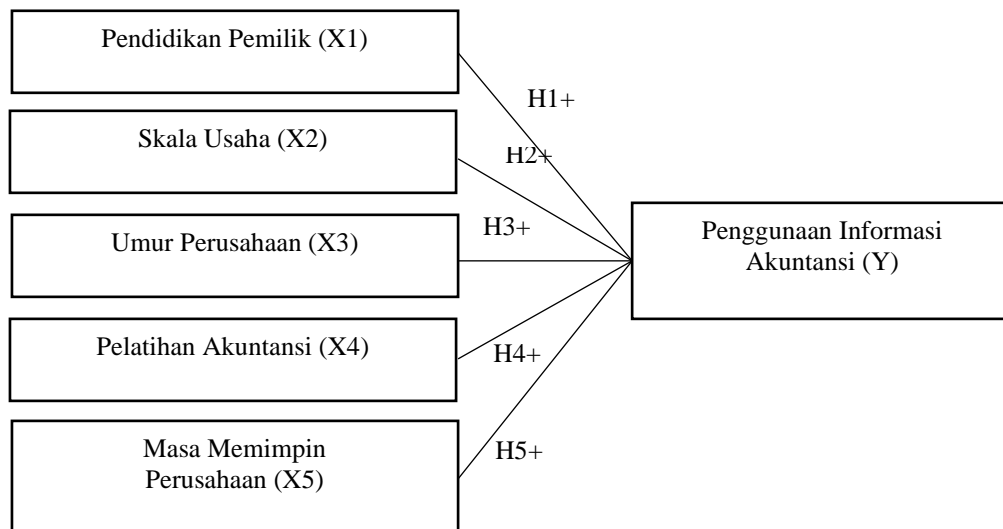 Pendidikan Pemilik (X1)
H1+
Skala Usaha (X2)
H2+
Umur Perusahaan (X3)
H3+
Penggunaan Informasi
Akuntansi (Y)
Pelatihan Akuntansi (X4)
H4+
Masa Memimpin
Perusahaan (X5)
H5+